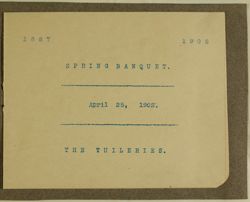 1887 1902
SPRING BANQUET.
April 25, 1902.
THE TUILERIES.